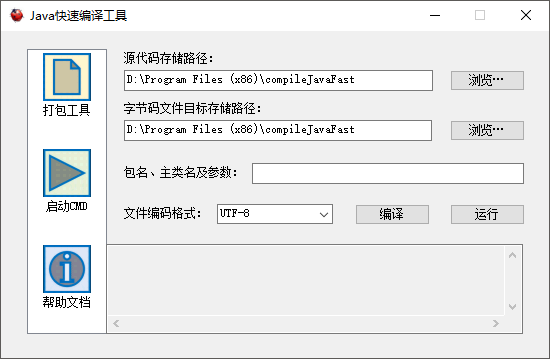 Java快速编译工具
打包工具
启动CMD
帮助文档
源代码存储路径：
D:\Program Files (x86)\compileJavaFast
浏览…
字节码文件目标存储路径：
D:\Program Files (x86)\compileJavaFast
浏览…
包名、主类名及参数：
文件编码格式： UTF-8 编译 运行